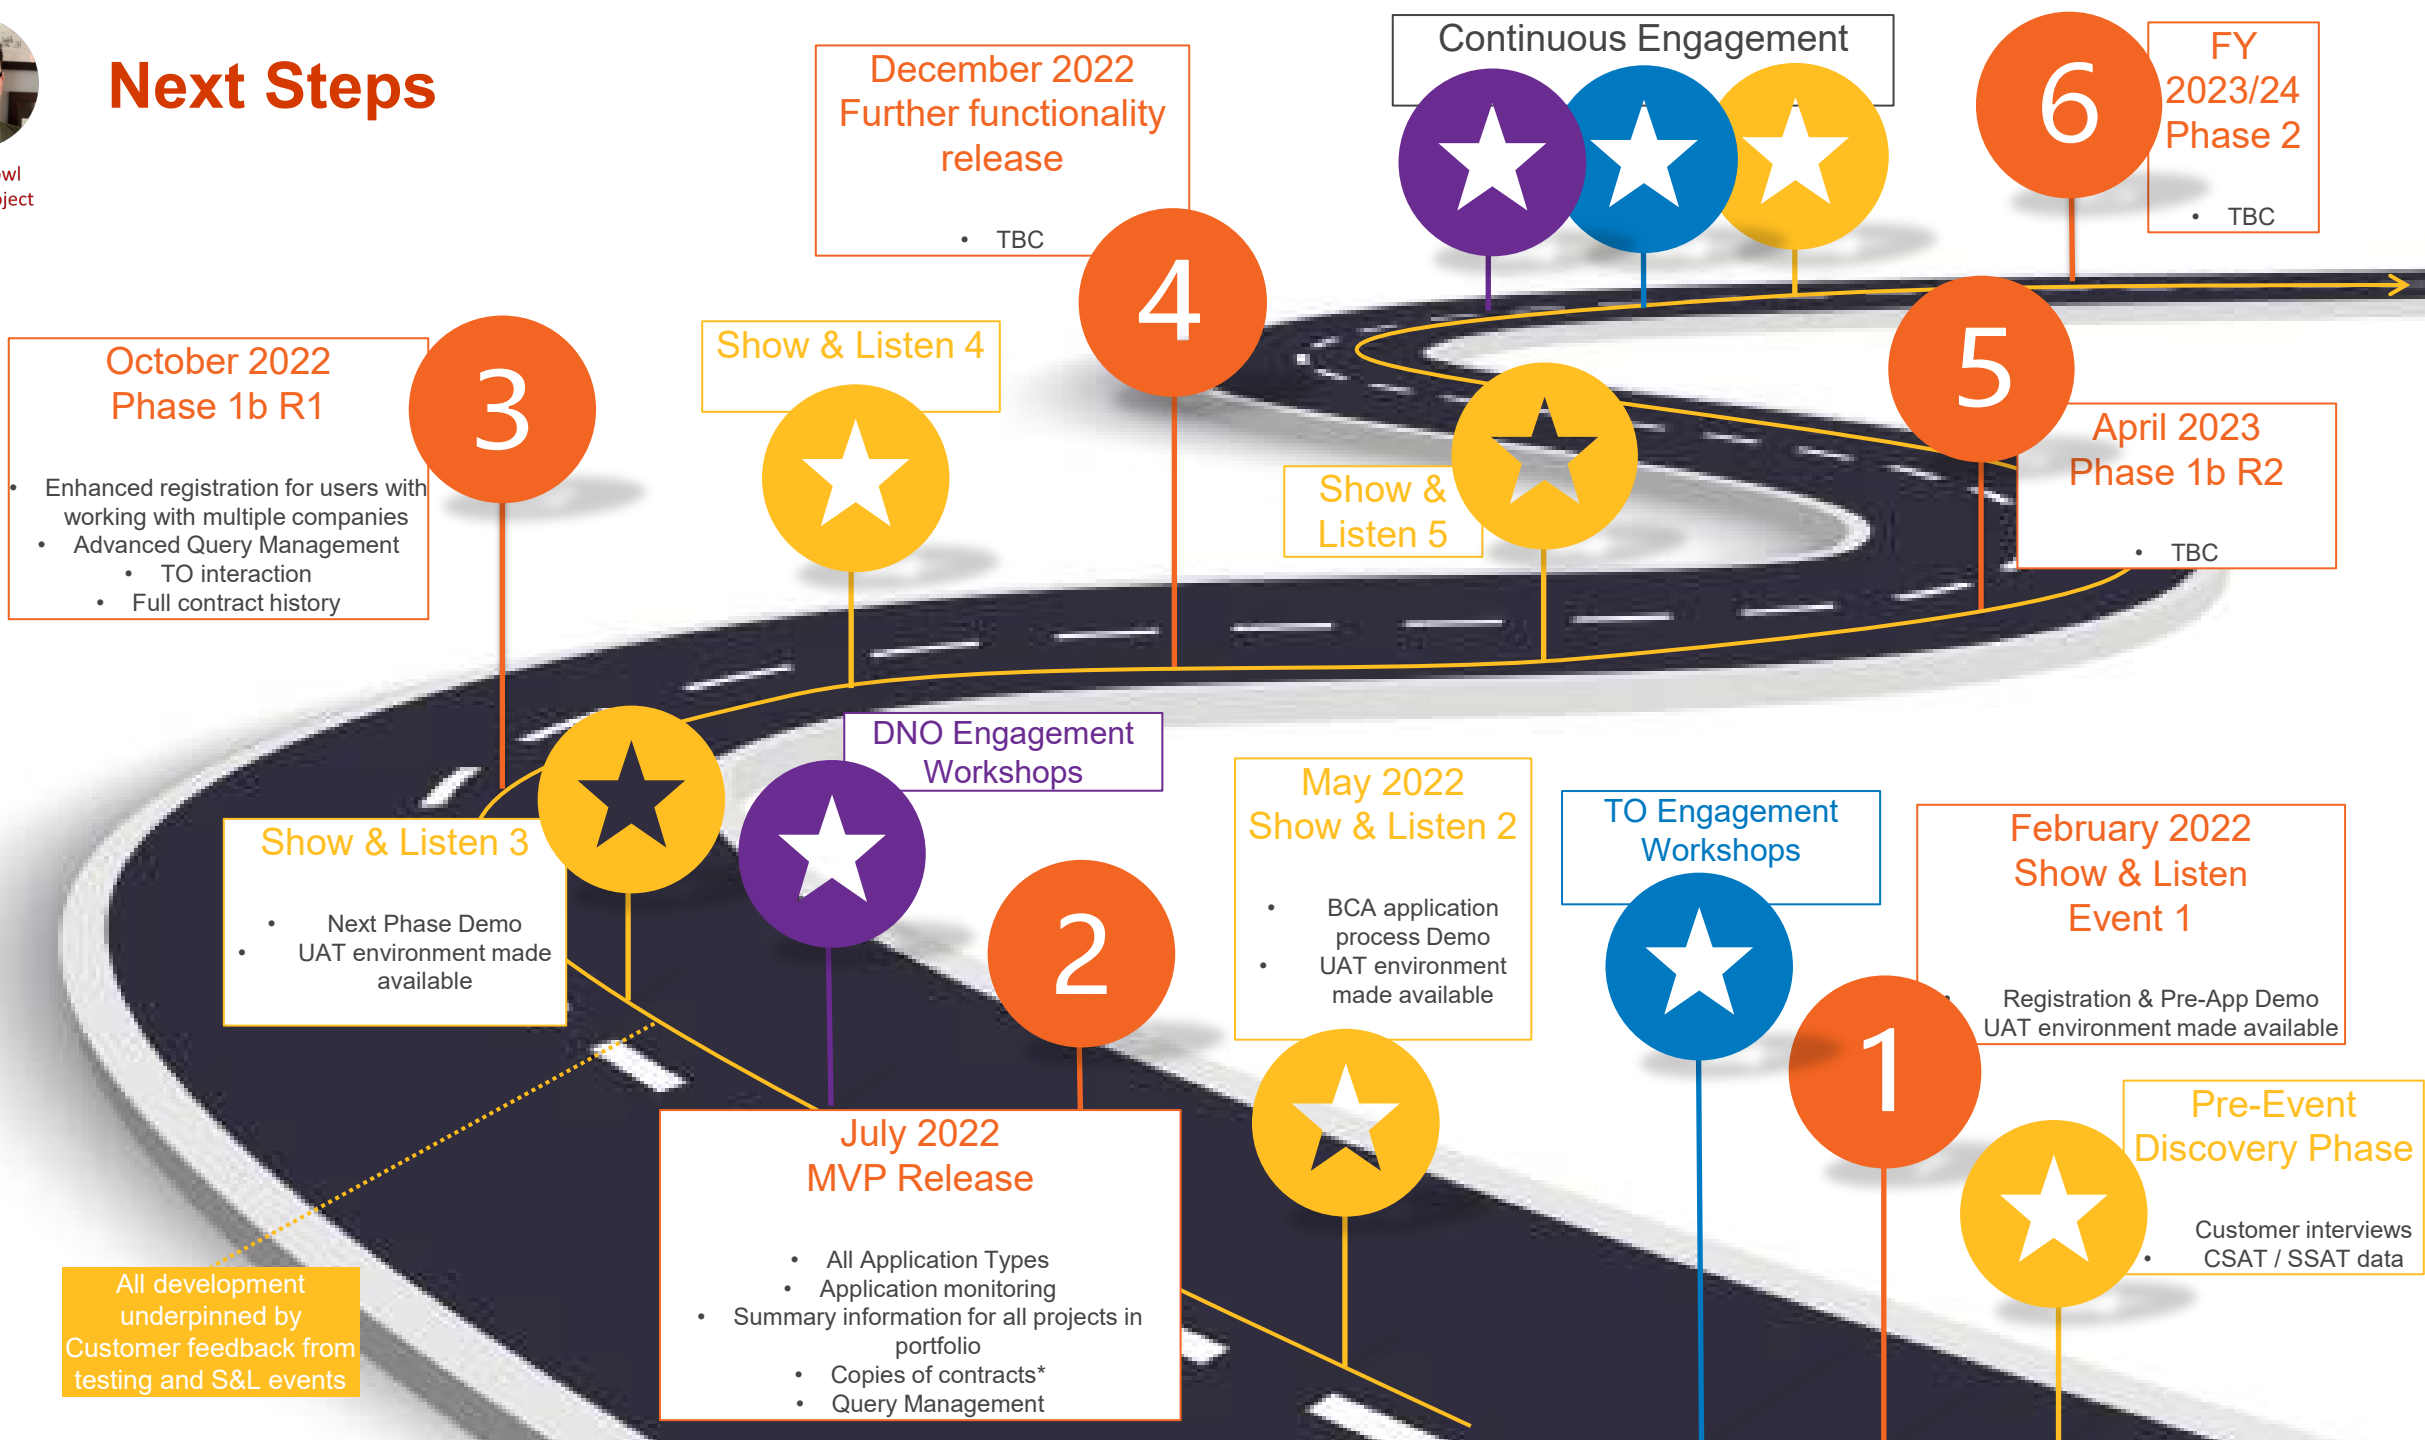 Next Steps
December 2022
Further functionality
release
• TBC
Continuous Engagement
6
FY
2023/24
Phase 2
• TBC
4
October 2022
Phase 1b R1
• Enhanced registration for users with
working with multiple companies
• Advanced Query Management
• TO interaction
• Full contract history
3
Show & Listen 4
Show &
Listen 5
5
April 2023
Phase 1b R2
• TBC
Show & Listen 3
• Next Phase Demo
• UAT environment made
available
DNO Engagement
Workshops
2
May 2022
Show & Listen 2
• BCA application
process Demo
• UAT environment
made available
TO Engagement
Workshops
February 2022
Show & Listen
Event 1
• Registration & Pre-App Demo
UAT environment made available
1
Pre-Event
Discovery Phase
Customer interviews
• CSAT / SSAT data
July 2022
MVP Release
• All Application Types
• Application monitoring
• Summary information for all projects in
portfolio
• Copies of contracts*
• Query Management
All development
underpinned by
Customer feedback from
testing and S&L events